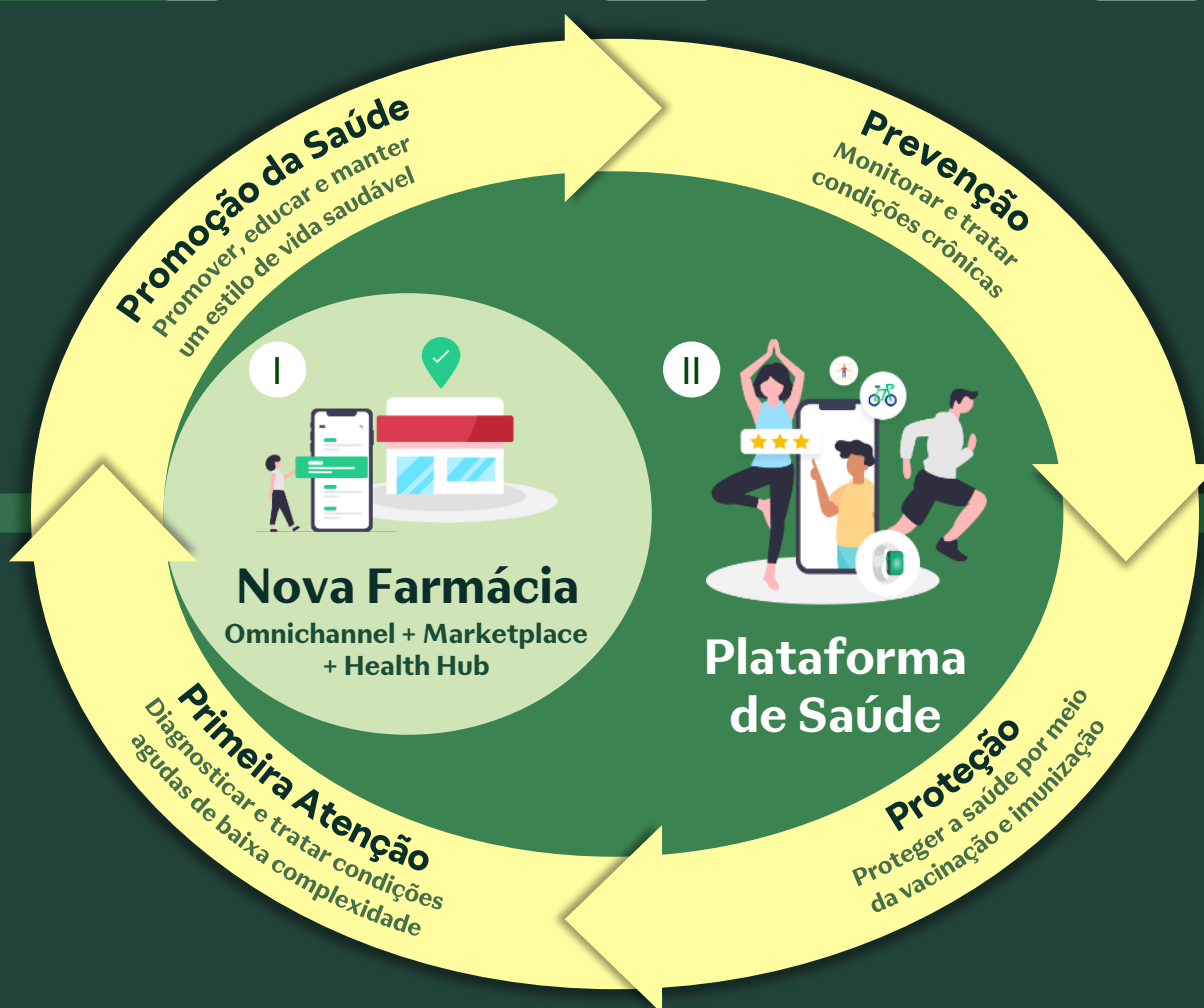 Promoção da Saúde
Promover, educar e manter
um estilo de vida saudável
Prevenção
Monitorar e tratar
condições crônicas
I
Nova Farmácia
Omnichannel + Marketplace
+ Health Hub
II
Plataforma
de Saúde
Primeira Atenção
Diagnosticar e tratar condições
agudas de baixa complexidade
Proteção
Proteger a saúde por meio
da vacinação e imunização